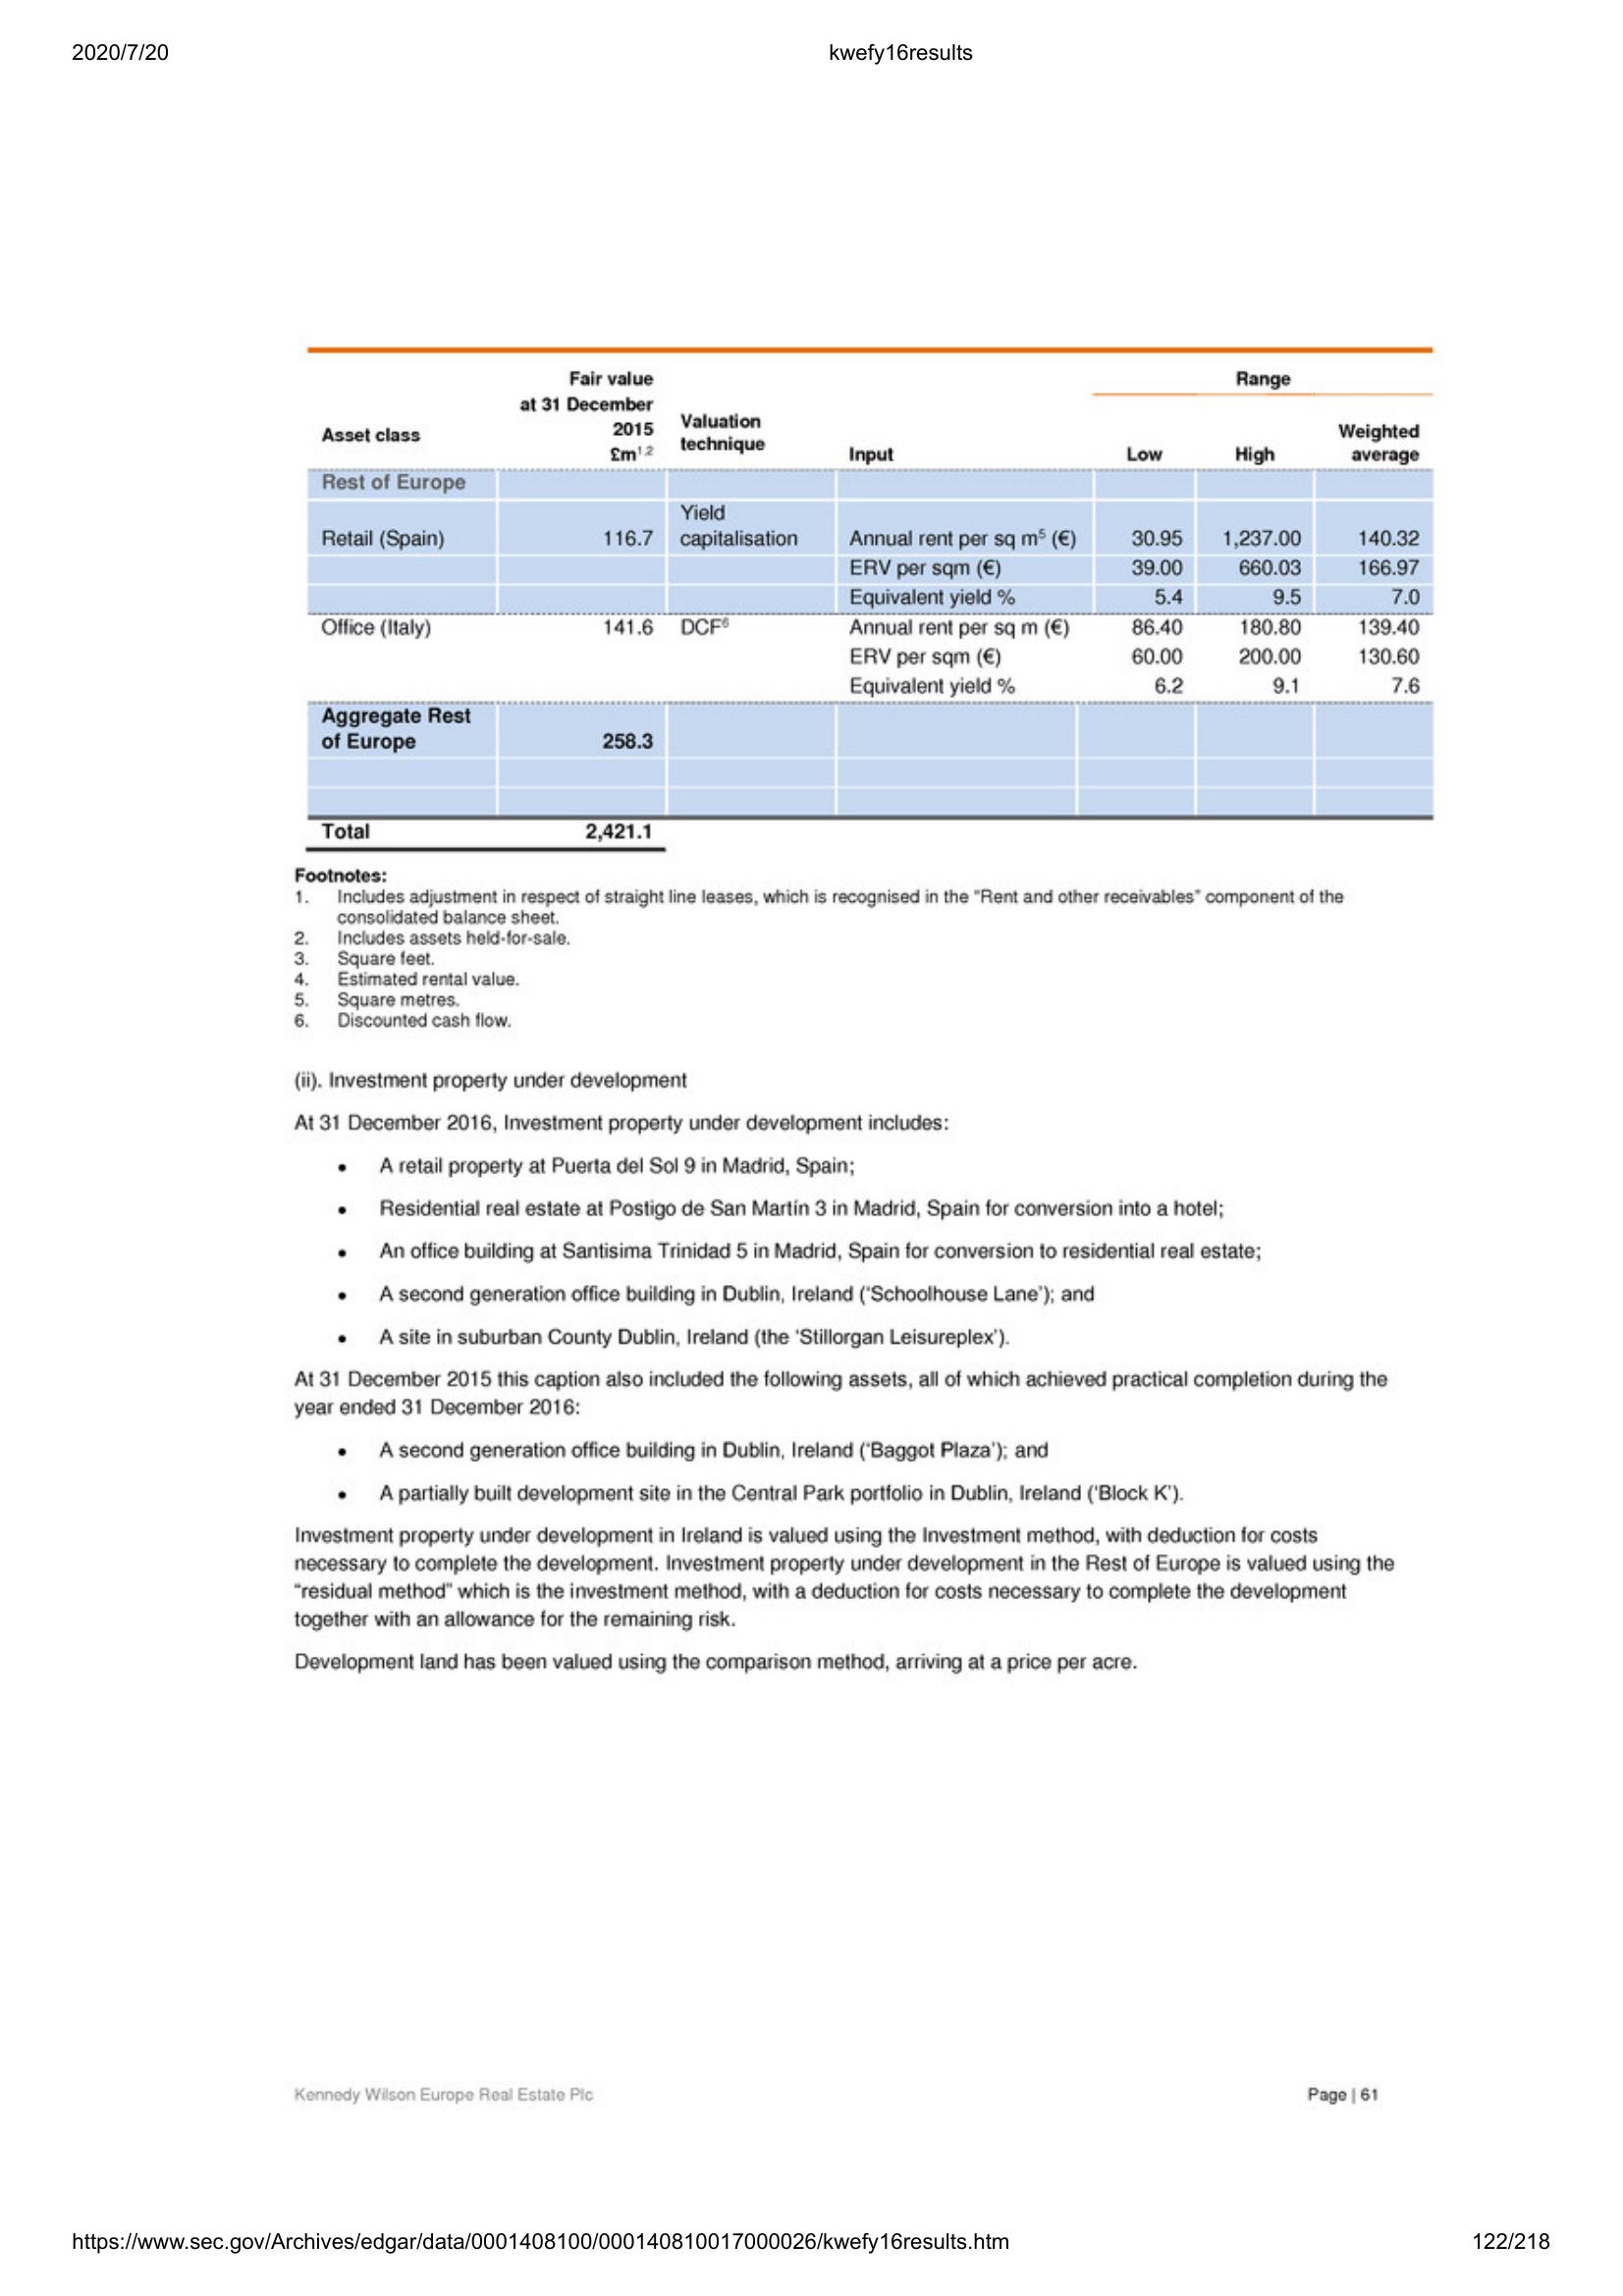 2020/7/20 kwefy16results
Fair value Range
at 31 December
Asset class 2015 Valuation technique Weighted
£m1,2 Input Low High average
Rest of Europe
Yield
Retail (Spain) 116.7 capitalisation Annual rent per sq m5 (€) 30.95 1,237.00 140.32
ERV per sqm (€) 39.00 660.03 166.97
Equivalent yield % 5.4 9.5 7.0
Office (Italy) 141.6 DCF6 Annual rent per sq m (€) 86.40 180.80 139.40
ERV per sqm (€) 60.00 200.00 130.60
Equivalent yield % 6.2 9.1 7.6
Aggregate Rest
of Europe 258.3
Total 2,421.1
Footnotes:
1. Includes adjustment in respect of straight line leases, which is recognised in the “Rent and other receivables” component of the
consolidated balance sheet.
2. Includes assets held-for-sale.
3. Square feet.
4. Estimated rental value.
5. Square metres.
6. Discounted cash flow.
(ii). Investment property under development
At 31 December 2016, Investment property under development includes:
• A retail property at Puerta del Sol 9 in Madrid, Spain;
• Residential real estate at Postigo de San Martín 3 in Madrid, Spain for conversion into a hotel;
• An office building at Santisima Trinidad 5 in Madrid, Spain for conversion to residential real estate;
• A second generation office building in Dublin, Ireland (‘Schoolhouse Lane’); and
• A site in suburban County Dublin, Ireland (the ‘Stillorgan Leisureplex’).
At 31 December 2015 this caption also included the following assets, all of which achieved practical completion during the
year ended 31 December 2016:
• A second generation office building in Dublin, Ireland (‘Baggot Plaza’); and
• A partially built development site in the Central Park portfolio in Dublin, Ireland (‘Block K’).
Investment property under development in Ireland is valued using the Investment method, with deduction for costs
necessary to complete the development. Investment property under development in the Rest of Europe is valued using the
“residual method” which is the investment method, with a deduction for costs necessary to complete the development
together with an allowance for the remaining risk.
Development land has been valued using the comparison method, arriving at a price per acre.
Kennedy Wilson Europe Real Estate Plc Page | 61
https://www.sec.gov/Archives/edgar/data/0001408100/000140810017000026/kwefy16results.htm 122/218